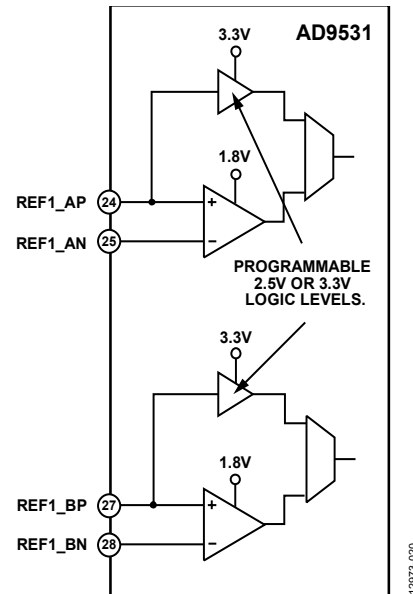 AD9531
3.3V
1.8V
REF1_AP 24
REF1_AN 25
+
−
PROGRAMMABLE
2.5V OR 3.3V
LOGIC LEVELS.
3.3V
1.8V
REF1_BP 27
REF1_BN 28
+
−
12973-020